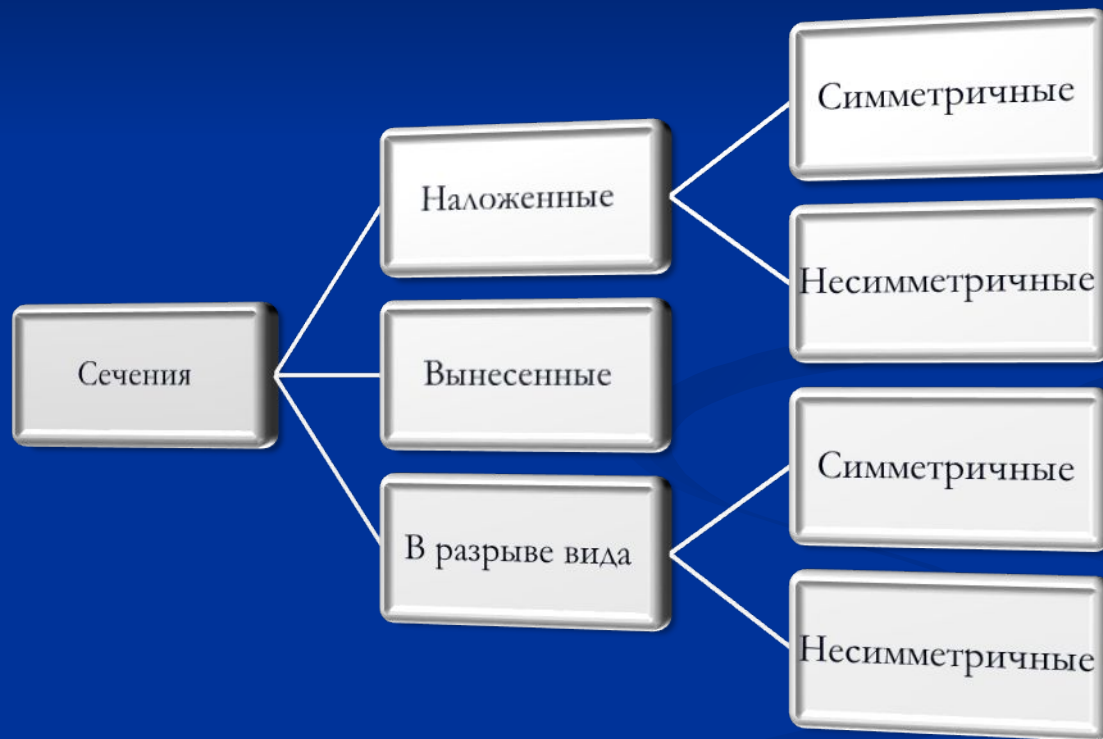 Сечения
Наложенные
Симметричные
Несимметричные
Вынесенные
В разрыве вида
Симметричные
Несимметричные